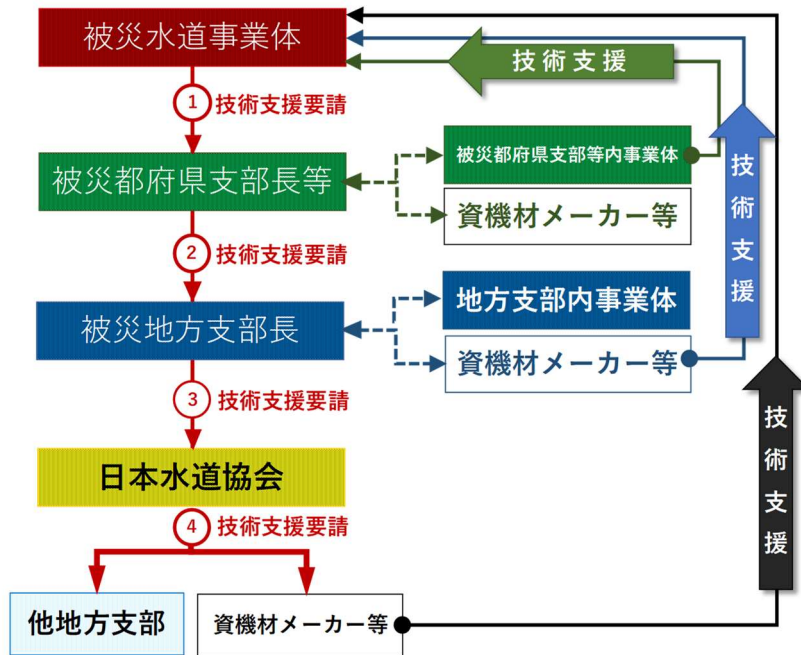 被災水道事業体
技術支援
① 技術支援要請
被災都府県支部長等
被災都府県支部等内事業体
資機材メーカー等
技術支援
② 技術支援要請
被災地方支部長
地方支部内事業体
資機材メーカー等
③ 技術支援要請
技術支援
日本水道協会
④ 技術支援要請
他地方支部
資機材メーカー等